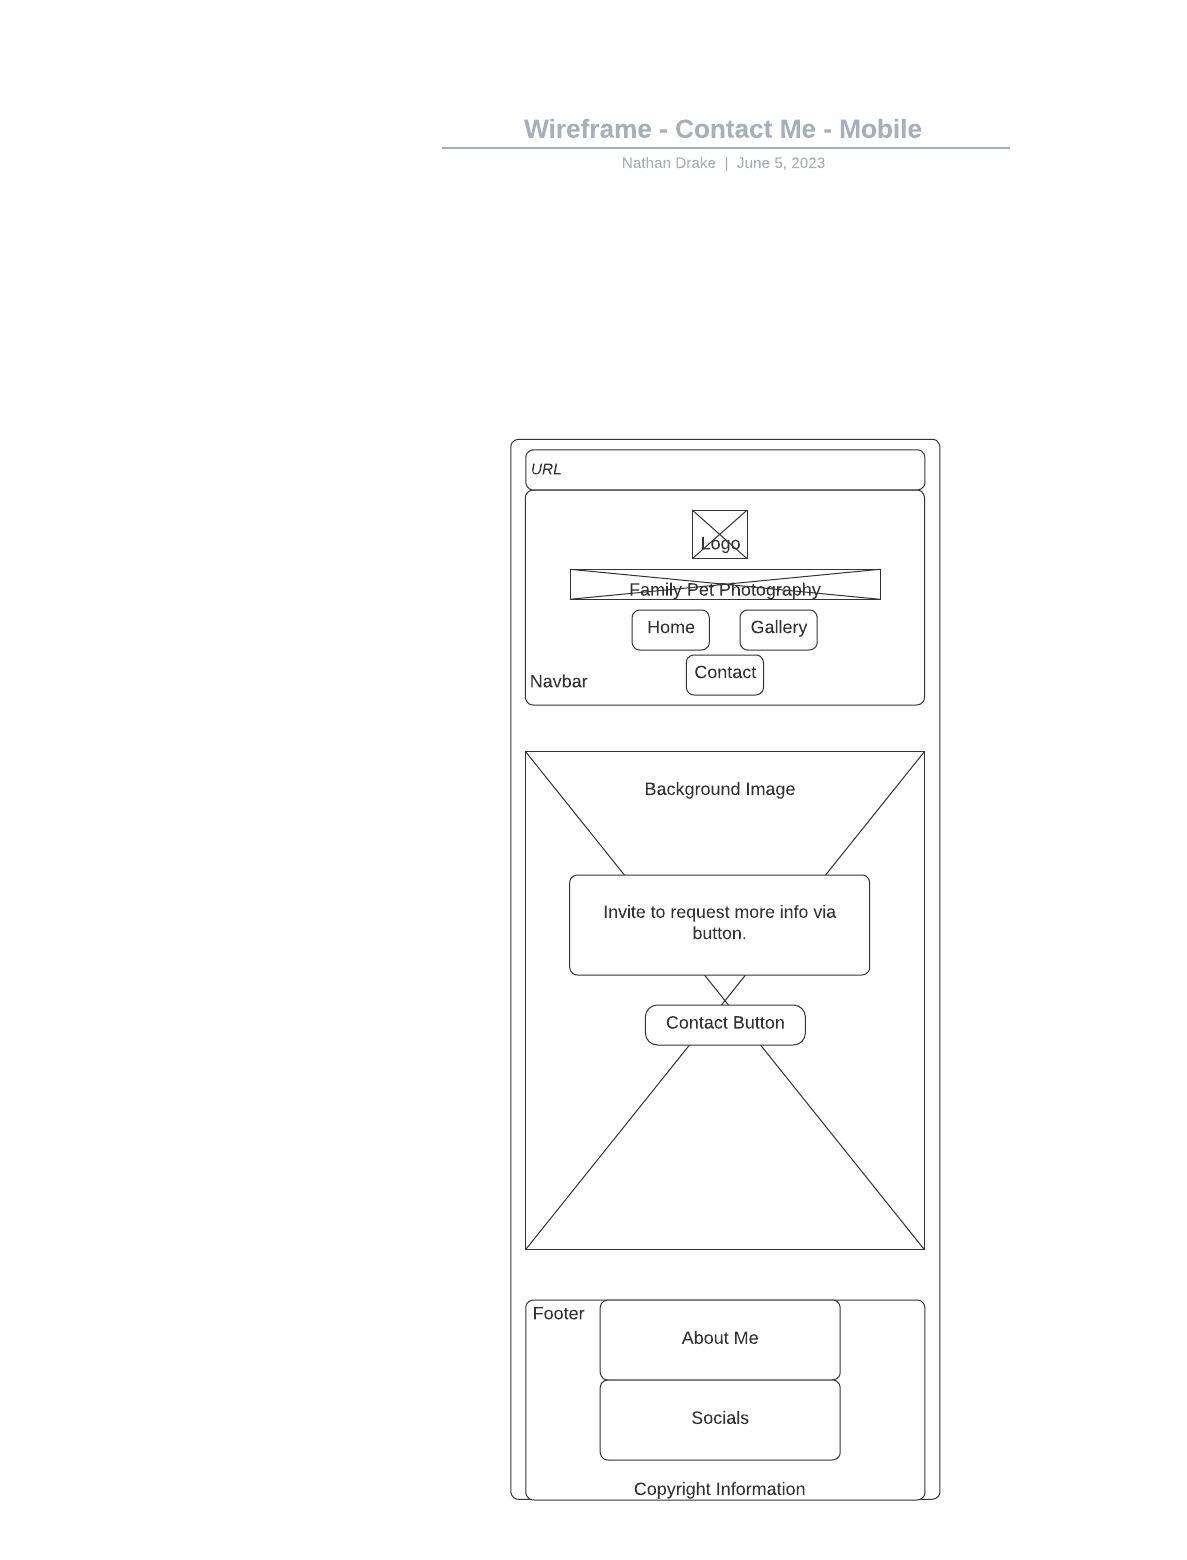 Wireframe - Contact Me - Mobile
Nathan Drake | June 5, 2023
URL
Logo
Family Pet Photography
Home
Gallery
Contact
Navbar
Background Image
Invite to request more info via
button.
Contact Button
Footer
About Me
Socials
Copyright Information